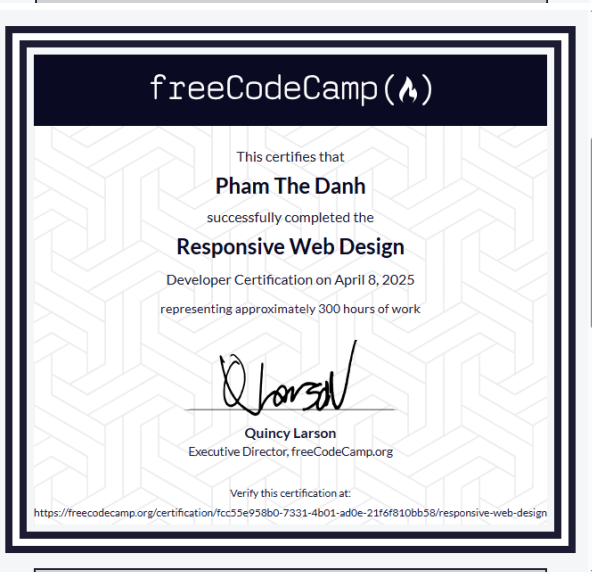 freeCodeCamp
This certifies that
Pham The Danh
successfully completed the
Responsive Web Design
Developer Certification on April 8, 2025
representing approximately 300 hours of work
Q Larson
Quincy Larson
Executive Director, freeCodeCamp.org
Verify this certification at:
https://freecodecamp.org/certification/fcc55e958b0-7331-4b01-ad0e-21f6f810bb58/responsive-web-design